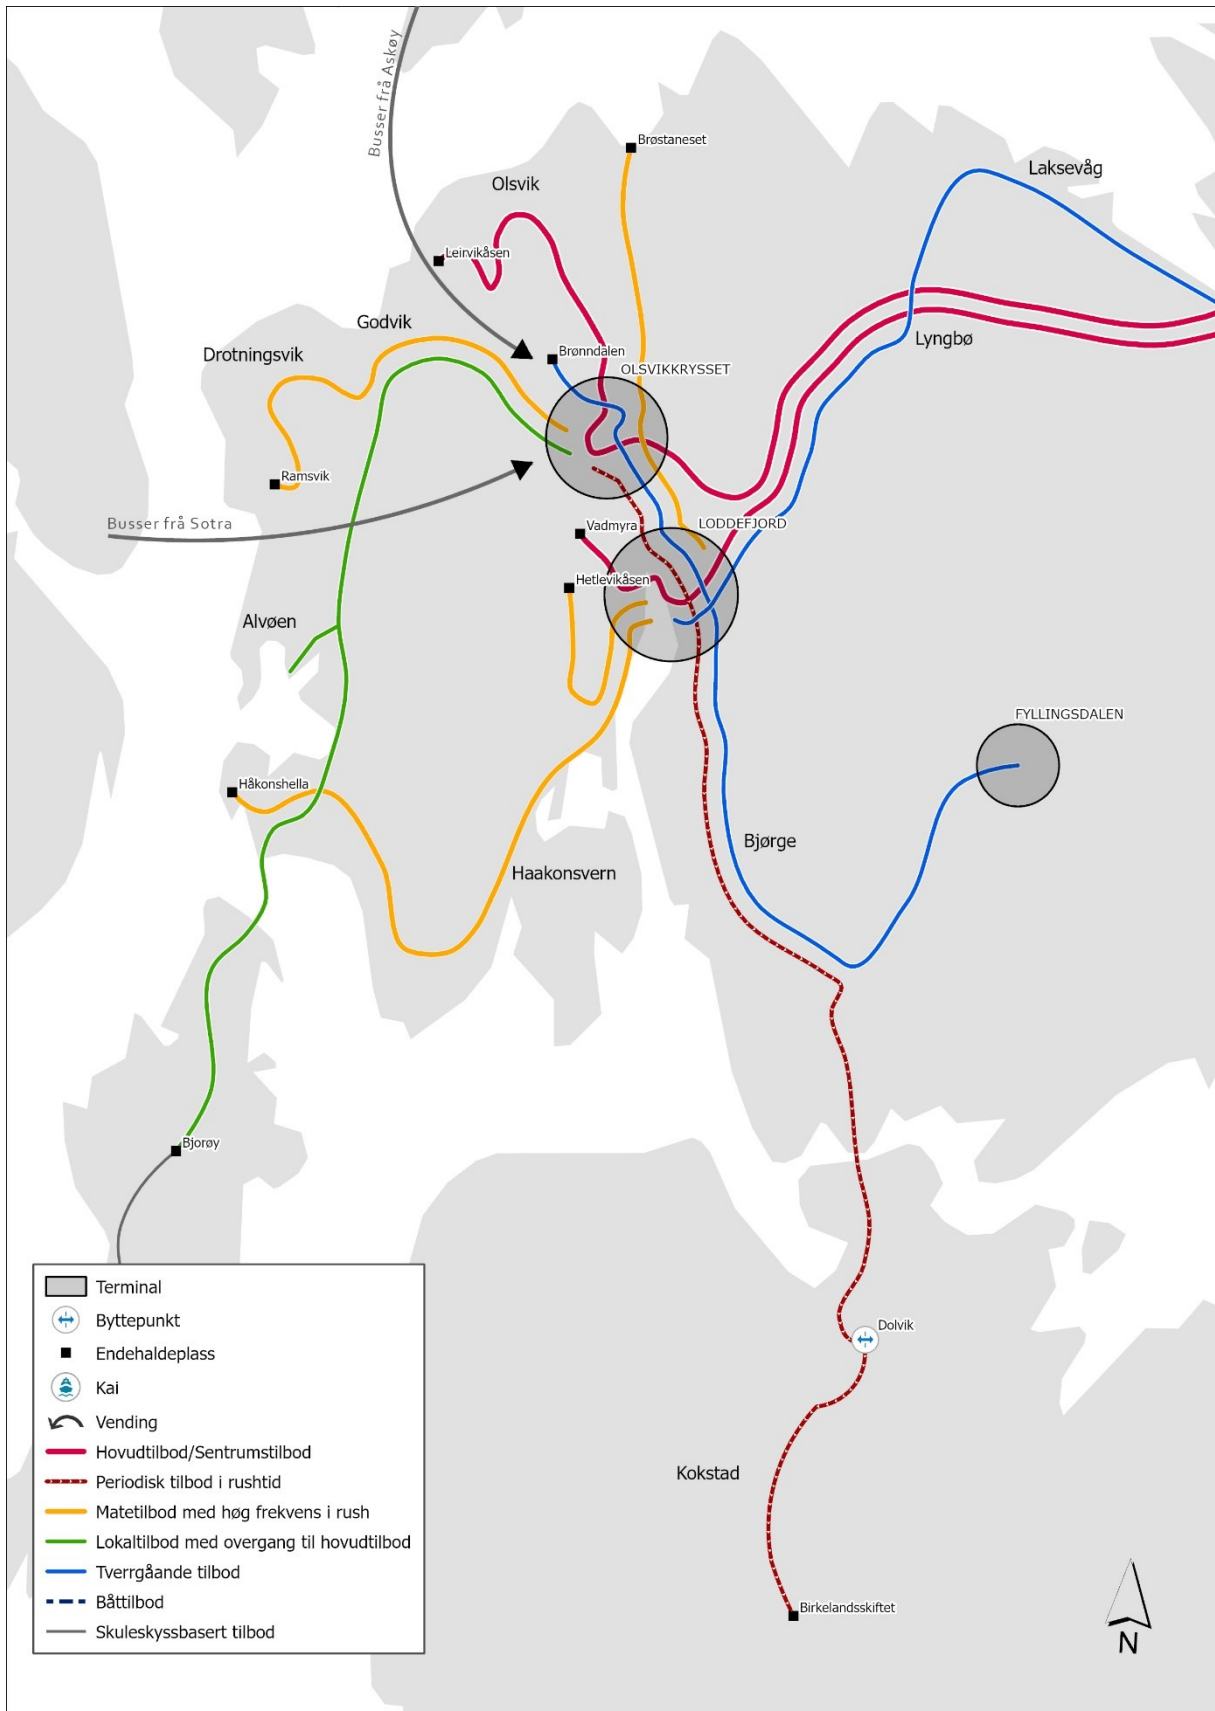 Busser frå Askøy
Brøstaneset
Laksevåg
Olsvik
Leirvikåsen
Godvik
Drotningsvik
Brønndalen
Lyngbø
OLSVIKKRYSSET
Ramsvik
Busser frå Sotra
Vadmyra
LODDEFJORD
Hetlevikåsen
Alvøen
FYLLINGSDALEN
Håkonshella
Bjørge
Haakonsvern
Bjorøy
Dolvik
Kokstad
Birkelandsskiftet
Terminal
Byttepunkt
Endehaldeplass
Kai
Vending
Hovudtilbod/Sentrumstilbod
Periodisk tilbod i rushtid
Matetilbod med høg frekvens i rush
Lokaltilbod med overgang til hovudtilbod
Tverrgåande tilbod
Båttilbod
Skuleskyssbasert tilbod
N